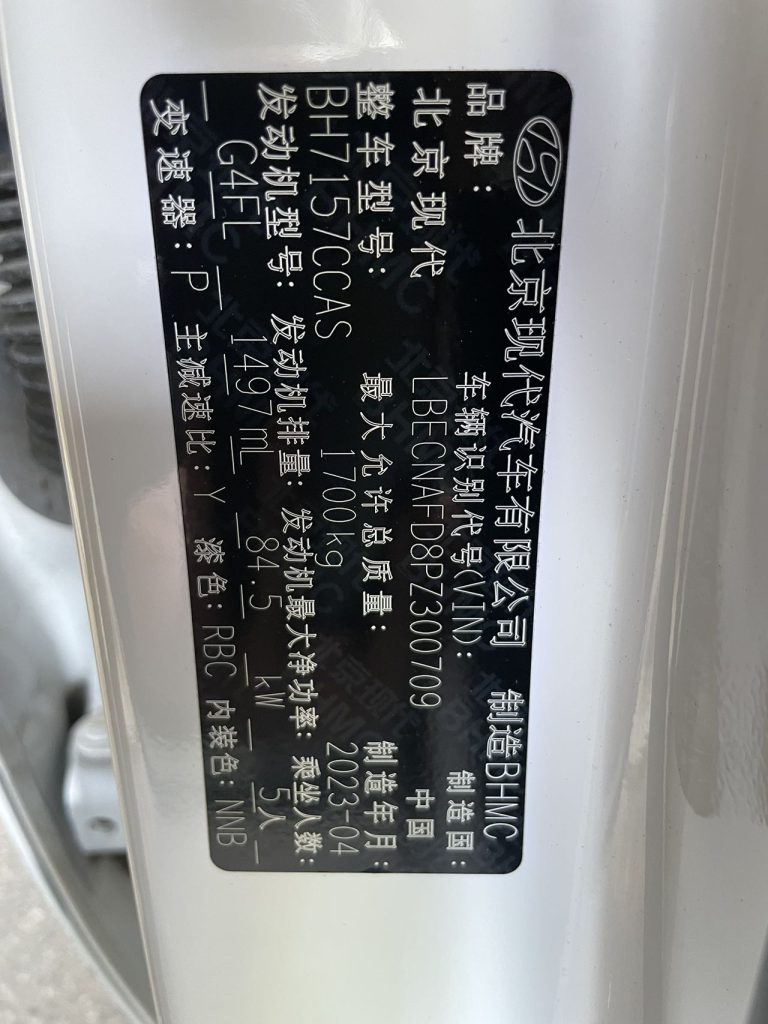 北京现代汽车有限公司 制造BHMC
品牌: 车辆识别代号(VIN): 制造国:
北京现代 LBECNAFD8PZ300709 中国
整车型号: 最大允许总质量: 制造年月:
BH7157CCAS 1700kg 2023-04
发动机型号: 发动机排量: 发动机最大净功率: 乘坐人数:
G4FL 1497ml 84.5 kW 5人
变速器: P 主减速比: Y 漆色: RBC 内装色: NNB